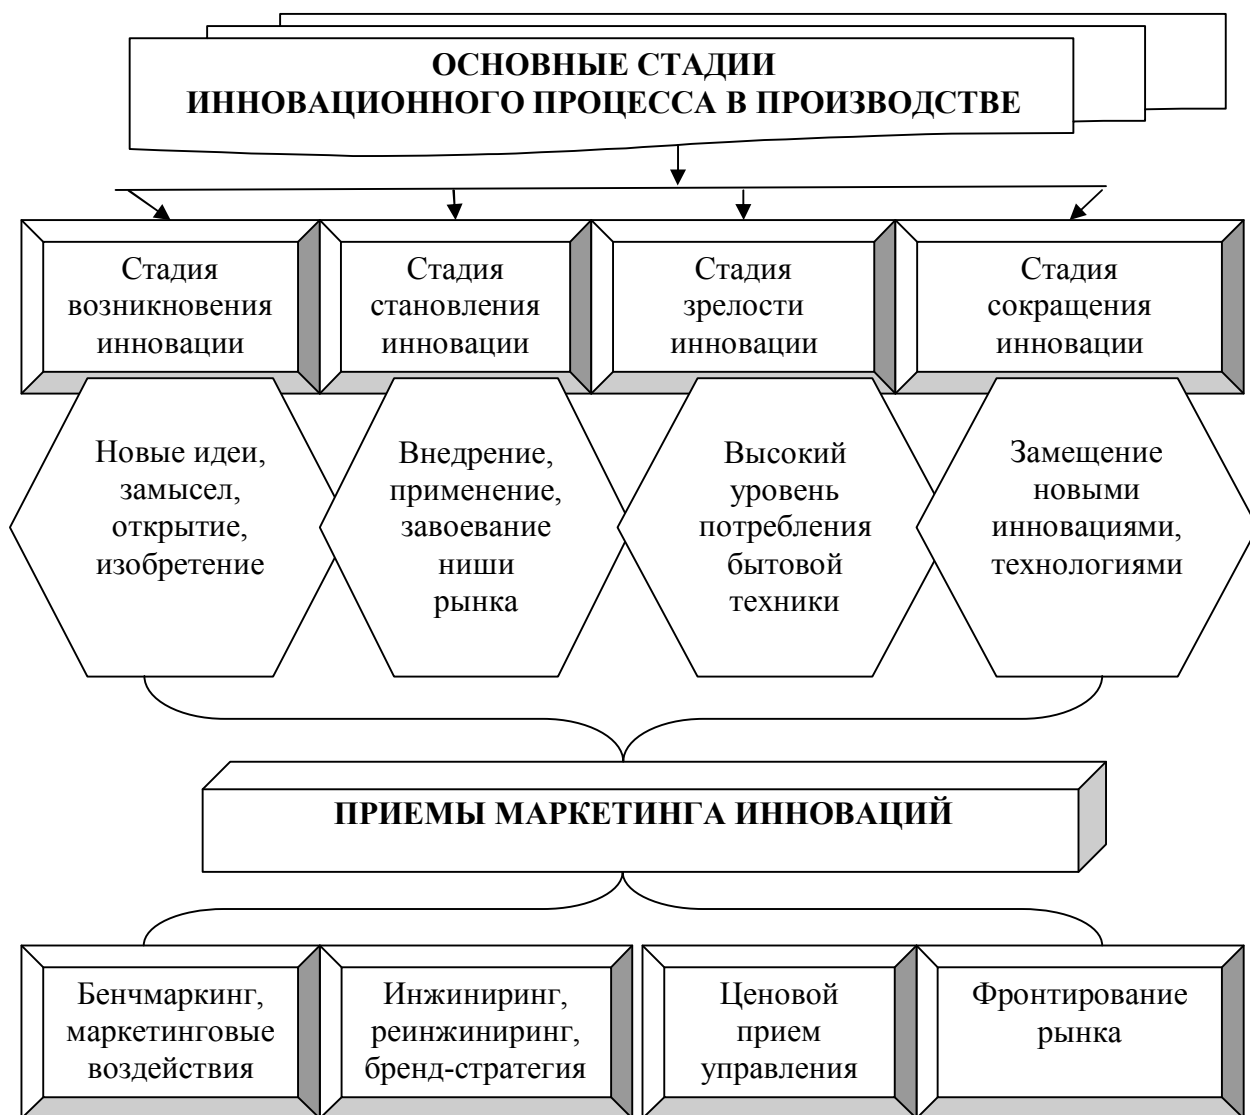 ОСНОВНЫЕ СТАДИИ
ИННОВАЦИОННОГО ПРОЦЕССА В ПРОИЗВОДСТВЕ
Стадия
возникновения
инновации
Стадия
становления
инновации
Стадия
зрелости
инновации
Стадия
сокращения
инновации
Новые идеи,
замысел,
открытие,
изобретение
Внедрение,
применение,
завоевание
ниши
рынка
Высокий
уровень
потребления
бытовой
техники
Замещение
новыми
инновациями,
технологиями
ПРИЕМЫ МАРКЕТИНГА ИННОВАЦИЙ
Бенчмаркинг,
маркетинговые
воздействия
Инжиниринг,
реинжиниринг,
бренд-стратегия
Ценовой
прием
управления
Фронтирование
рынка